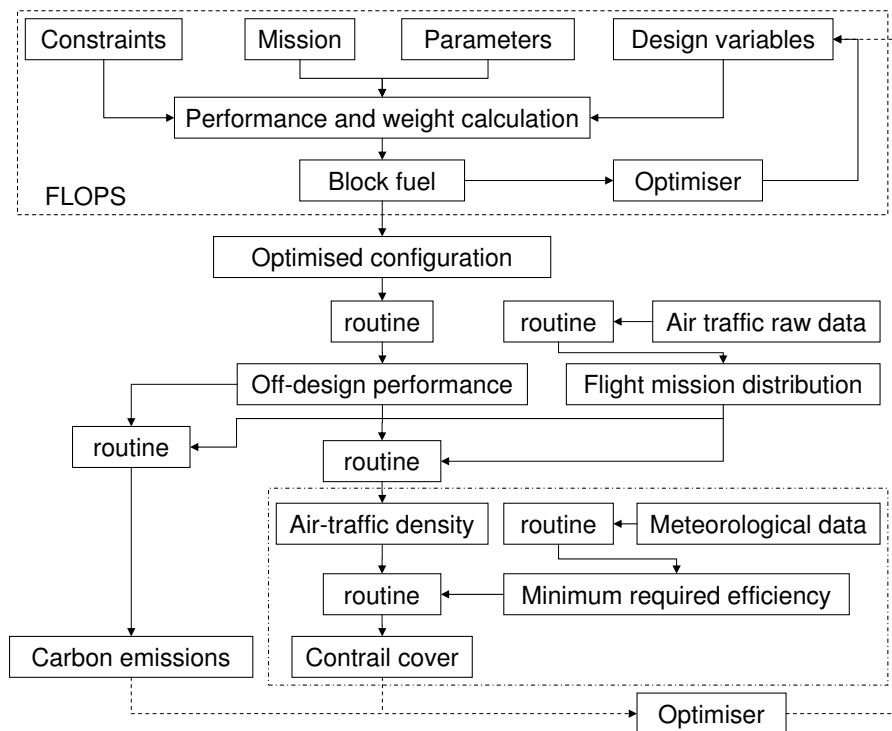 Constraints
Mission
Parameters
Design variables
Performance and weight calculation
Block fuel
Optimiser
FLOPS
Optimised configuration
routine
routine
Air traffic raw data
Off-design performance
Flight mission distribution
routine
routine
Air-traffic density
routine
Meteorological data
routine
Minimum required efficiency
Carbon emissions
Contrail cover
Optimiser